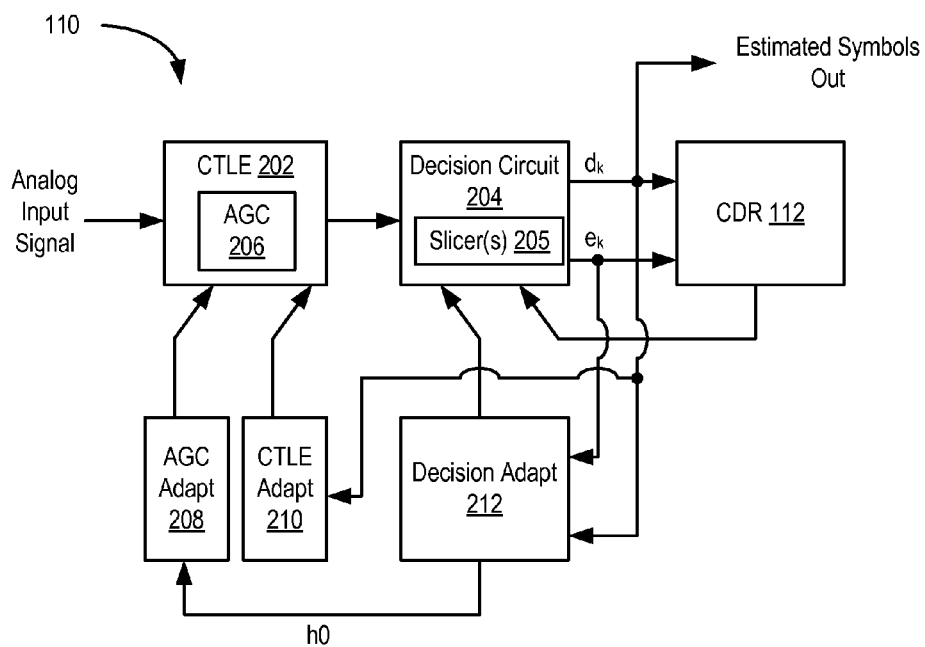 110
Estimated Symbols
Out
Analog
Input
Signal
CTLE 202
AGC
206
Decision Circuit
204
Slicer(s) 205
dk
ek
CDR 112
AGC
Adapt
208
CTLE
Adapt
210
Decision Adapt
212
h0